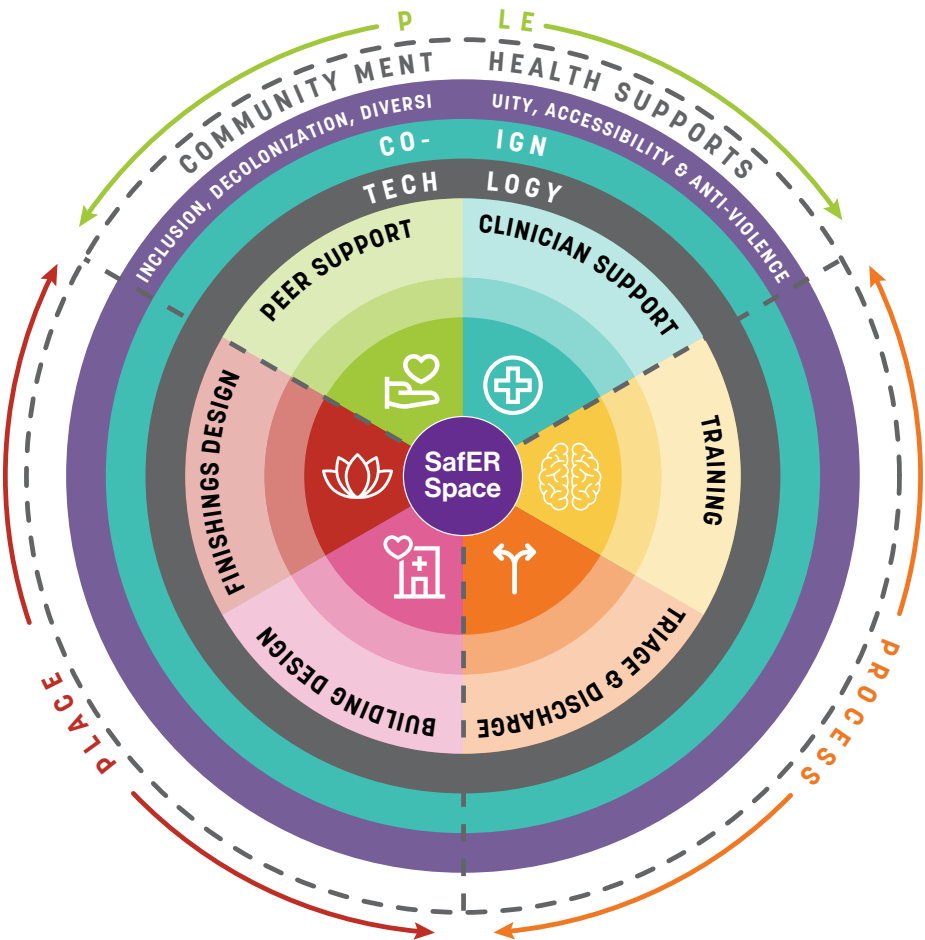 P LE
COMMUNITY MENT HEALTH SUPPORTS
INCLUSION, DECOLONIZATION, DIVERSI UITY, ACCESSIBILITY & ANTI-VIOLENCE
CO- IGN
TECH LOGY
PEER SUPPORT
CLINICIAN SUPPORT
FINISHINGS DESIGN
TRAINING
SafER
Space
BUILDING DESIGN
TRIAGE & DISCHARGE
PLACE
PROCESS